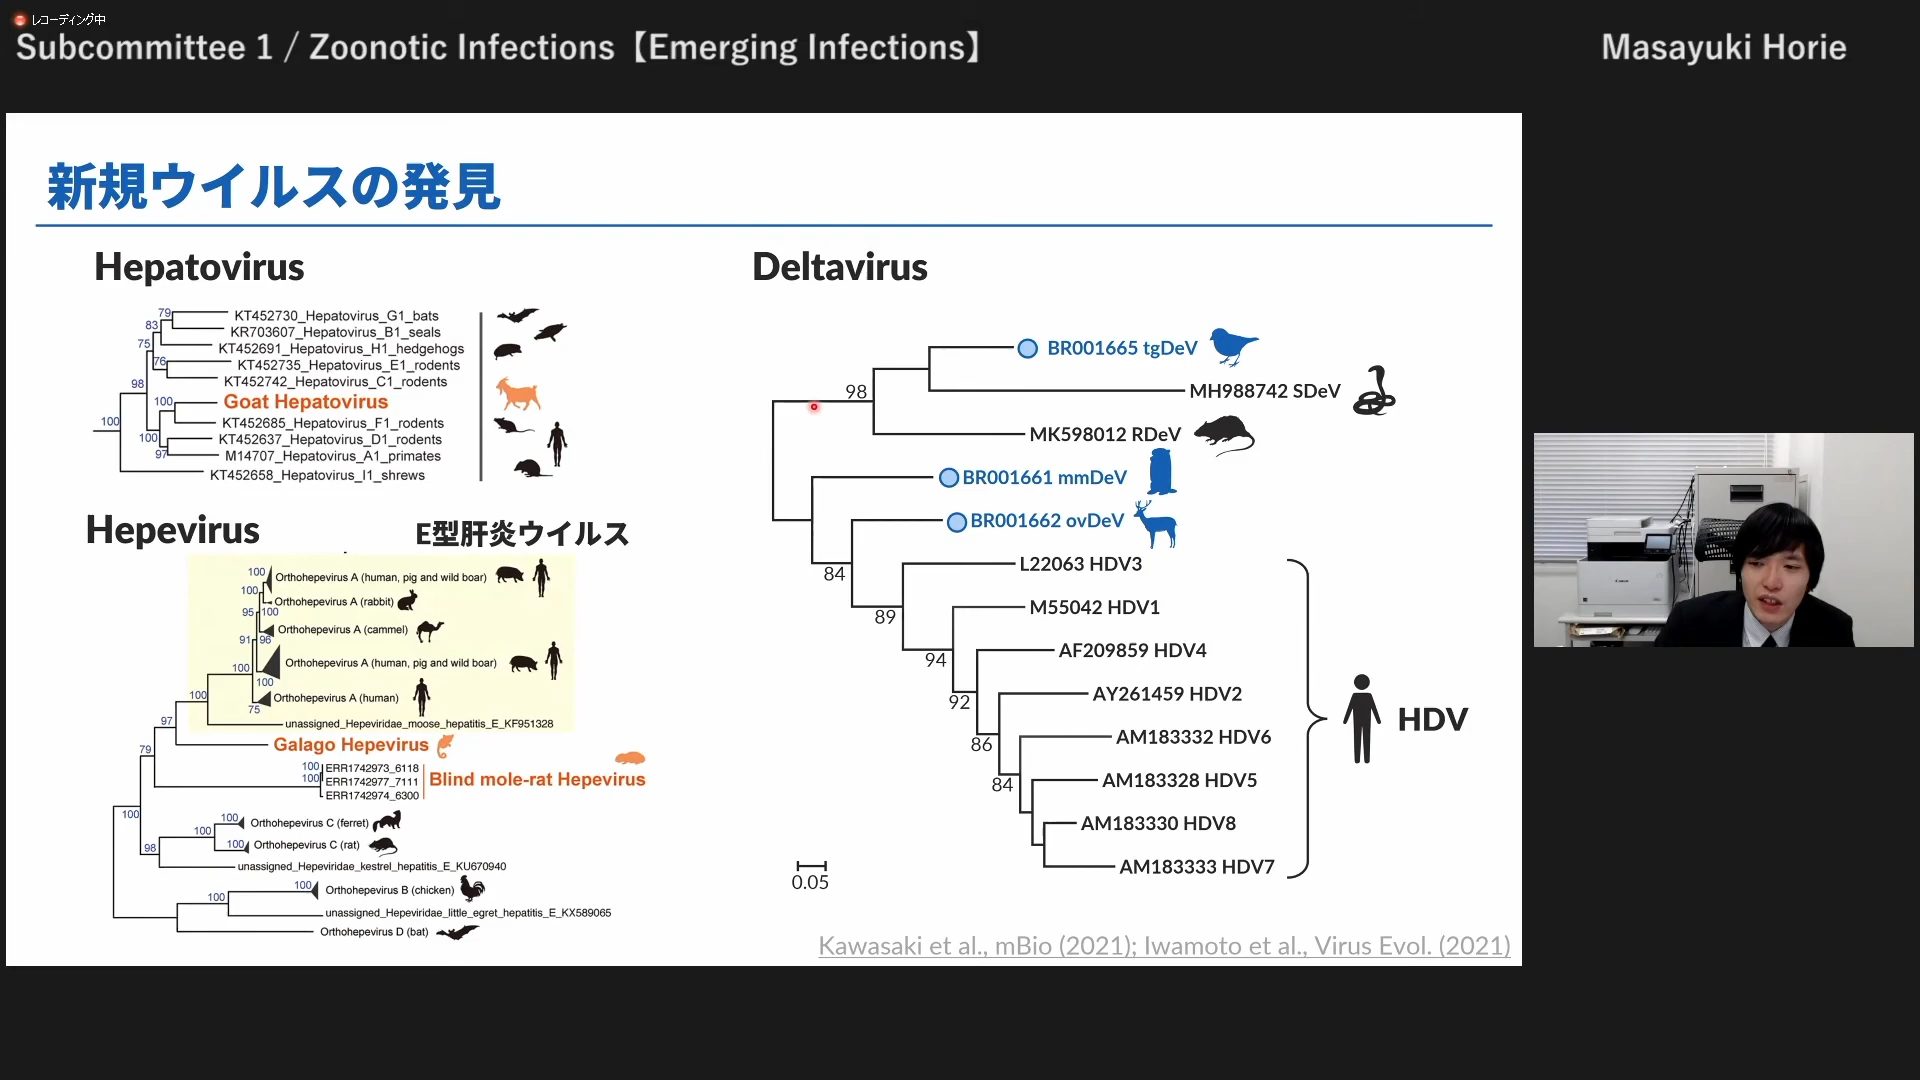 レコーディング中
Subcommittee 1 / Zoonotic Infections【Emerging Infections】
Masayuki Horie
新規ウイルスの発見
Hepatovirus
79
KT452730_Hepatovirus_G1_bats
83
KR703607_Hepatovirus_B1_seals
75
KT452691_Hepatovirus_H1_hedgehogs
76
KT452735_Hepatovirus_E1_rodents
98
KT452742_Hepatovirus_C1_rodents
100
Goat Hepatovirus
100
KT452685_Hepatovirus_F1_rodents
100
KT452637_Hepatovirus_D1_rodents
97
M14707_Hepatovirus_A1_primates
KT452658_Hepatovirus_I1_shrews
Hepevirus
E型肝炎ウイルス
100
Orthohepevirus A (human, pig and wild boar)
100
Orthohepevirus A (rabbit)
95
100
Orthohepevirus A (cammel)
91
96
Orthohepevirus A (human, pig and wild boar)
100
100
Orthohepevirus A (human)
75
100
unassigned_Hepeviridae_moose_hepatitis_E_KF951328
97
Galago Hepevirus
79
100
ERR1742973_6118
100
ERR1742977_7111
ERR1742974_6300
Blind mole-rat Hepevirus
100
100
Orthohepevirus C (ferret)
100
100
Orthohepevirus C (rat)
98
unassigned_Hepeviridae_kestrel_hepatitis_E_KU670940
100
Orthohepevirus B (chicken)
100
unassigned_Hepeviridae_little_egret_hepatitis_E_KX589065
Orthohepevirus D (bat)
Deltavirus
BR001665 tgDeV
98
MH988742 SDeV
MK598012 RDeV
BR001661 mmDeV
BR001662 ovDeV
84
L22063 HDV3
89
M55042 HDV1
94
AF209859 HDV4
92
AY261459 HDV2
86
AM183332 HDV6
84
AM183328 HDV5
AM183330 HDV8
AM183333 HDV7
HDV
0.05
Kawasaki et al., mBio (2021); Iwamoto et al., Virus Evol. (2021)